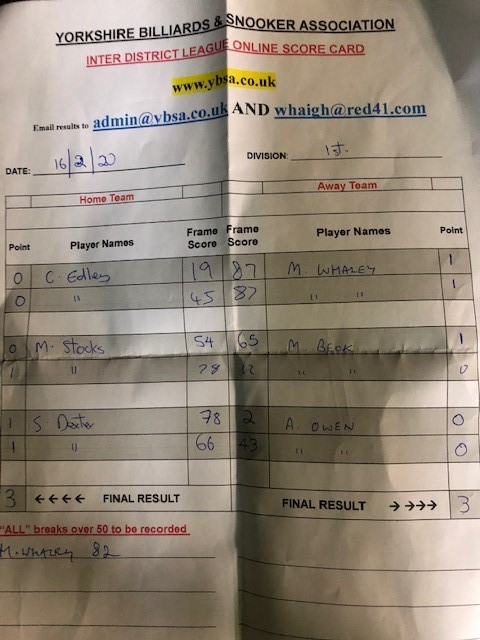 YORKSHIRE BILLIARDS & SNOOKER ASSOCIATION
INTER DISTRICT LEAGUE ONLINE SCORE CARD
www.ybsa.co.uk
Email results to admin@ybsa.co.uk AND whaigh@red41.com
DATE: 16/2/20 DIVISION: 1st.
Home Team Away Team
Point Player Names Frame Score Frame Score Player Names Point
0 C. Edley 19 87 M. WHALEY 1
0 " 45 87 " " 1
0 M. Stocks 54 65 M. BECK 1
1 " 78 12 " " 0
1 S. Dexter 78 2 A. OWEN 0
1 " 66 43 " " 0
3 ←←←← FINAL RESULT FINAL RESULT →→→→ 3
"ALL" breaks over 50 to be recorded
M. WHALEY 82